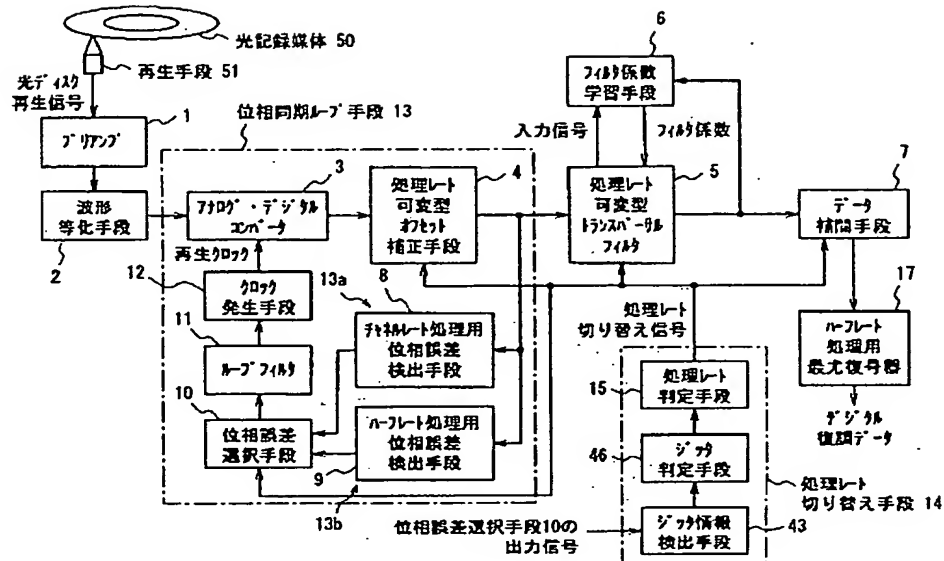 光記録媒体 50
再生手段 51
光ディスク
再生信号
1
プリアンプ
波形
等化手段
2
位相同期ループ手段 13
3
アナログ・デジタル
コンバータ
再生クロック
4
処理レート
可変型
オフセット
補正手段
6
フィルタ係数
学習手段
入力信号
フィルタ係数
5
処理レート
可変型
トランスバーサル
フィルタ
7
データ
補間手段
12
クロック
発生手段
11
ループフィルタ
10
位相誤差
選択手段
13a
8
チャネルレート処理用
位相誤差
検出手段
ハーフレート処理用
位相誤差
検出手段
9
13b
処理レート
切り替え信号
15
処理レート
判定手段
46
ジッタ
判定手段
ジッタ情報
検出手段
43
処理レート
切り替え手段 14
位相誤差選択手段10の
出力信号
17
ハーフレート
処理用
最尤復号器
デジタル
復調データ